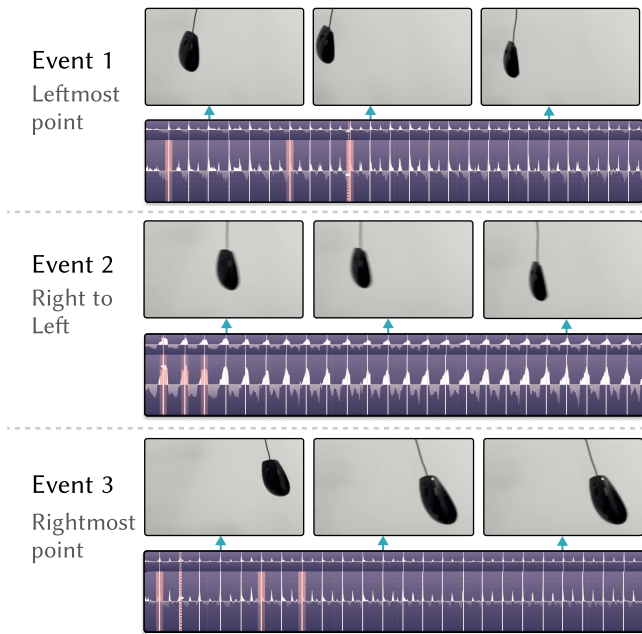 Event 1
Leftmost
point
Event 2
Right to
Left
Event 3
Rightmost
point